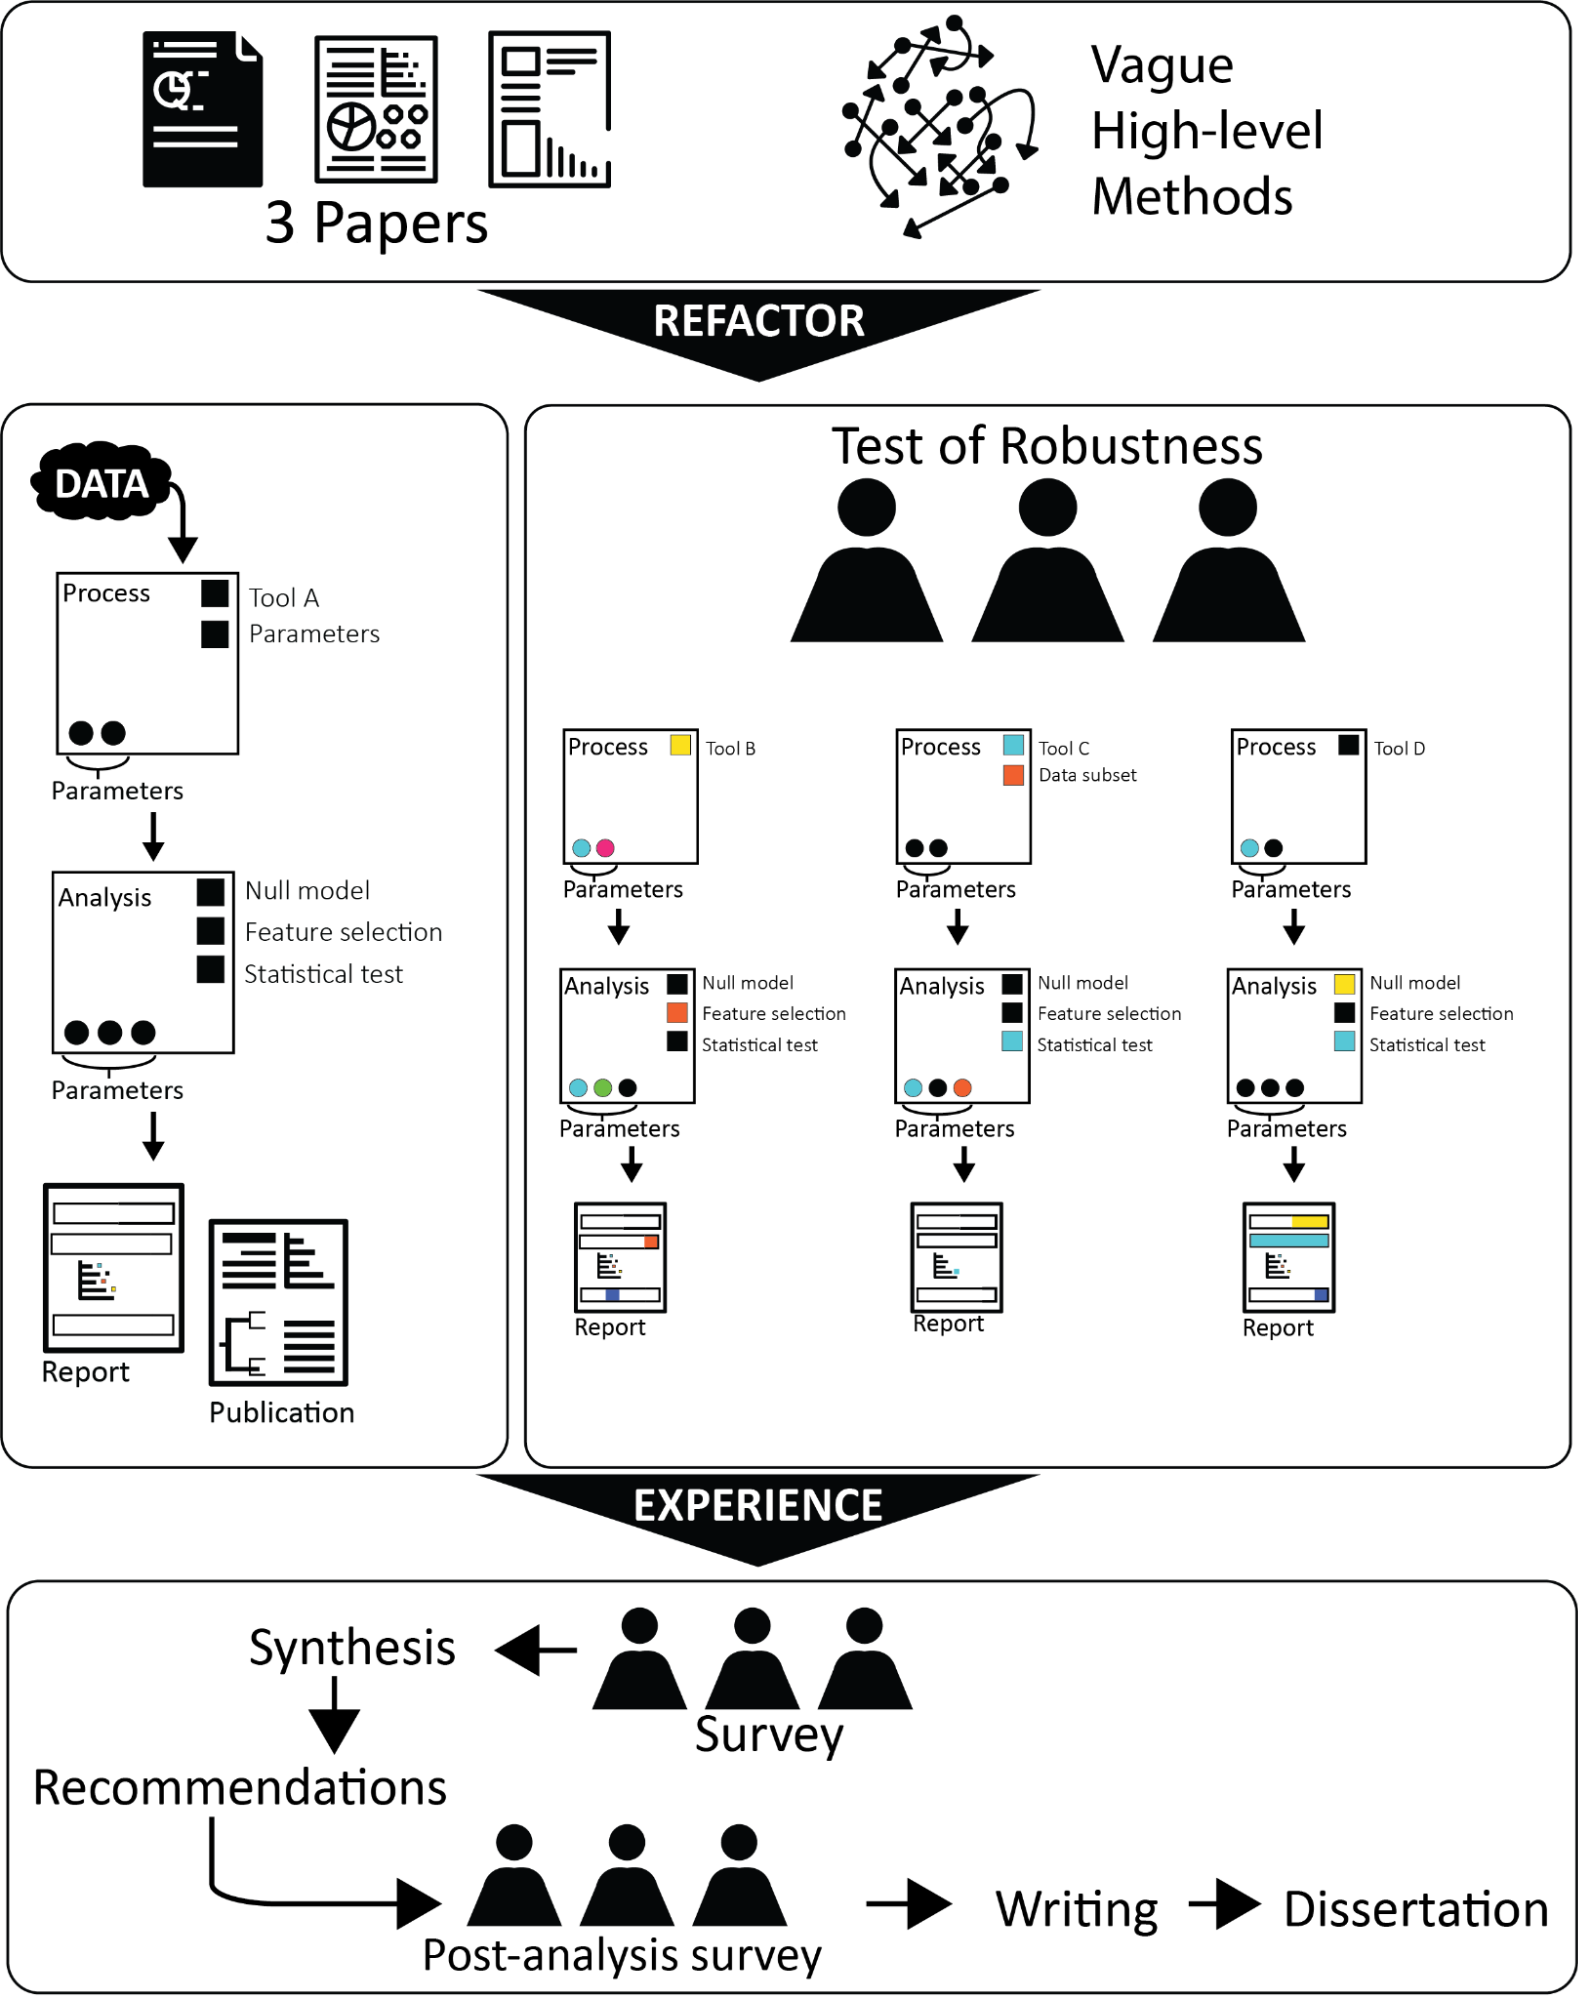 3 Papers
Vague
High-level
Methods
REFACTOR
DATA
Process
Tool A
Parameters
Parameters
Analysis
Null model
Feature selection
Statistical test
Parameters
Report
Publication
Test of Robustness
Process
Tool B
Parameters
Analysis
Null model
Feature selection
Statistical test
Parameters
Report
Process
Tool C
Data subset
Parameters
Analysis
Null model
Feature selection
Statistical test
Parameters
Report
Process
Tool D
Parameters
Analysis
Null model
Feature selection
Statistical test
Parameters
Report
EXPERIENCE
Synthesis
Survey
Recommendations
Post-analysis survey
Writing
Dissertation